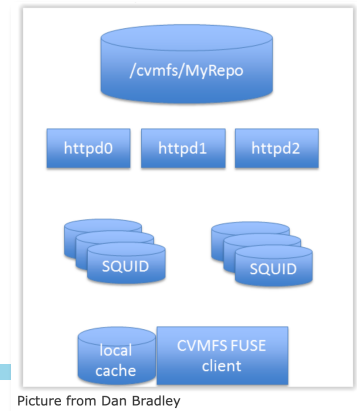 /cvmfs/MyRepo
httpd0 httpd1 httpd2
SQUID SQUID
local
cache
CVMFS FUSE
client
Picture from Dan Bradley